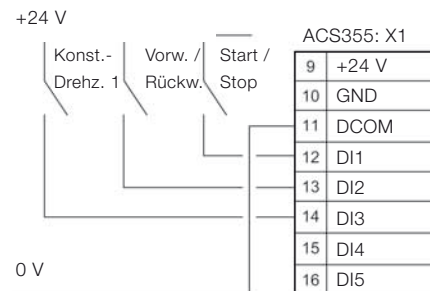 +24 V
Konst.-
Drehz. 1
Vorw. /
Rückw.
Start /
Stop
ACS355: X1
9 +24 V
10 GND
11 DCOM
12 DI1
13 DI2
14 DI3
15 DI4
16 DI5
0 V